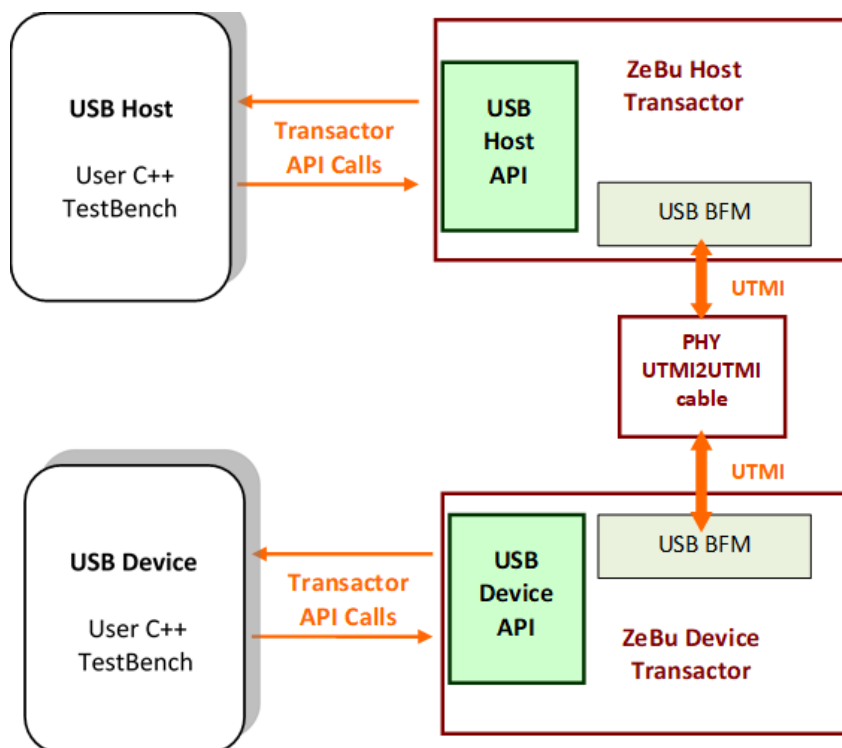 USB Host
User C++
TestBench
Transactor
API Calls
USB
Host
API
ZeBu Host
Transactor
USB BFM
UTMI
PHY
UTMI2UTMI
cable
UTMI
USB Device
User C++
TestBench
Transactor
API Calls
USB
Device
API
USB BFM
ZeBu Device
Transactor